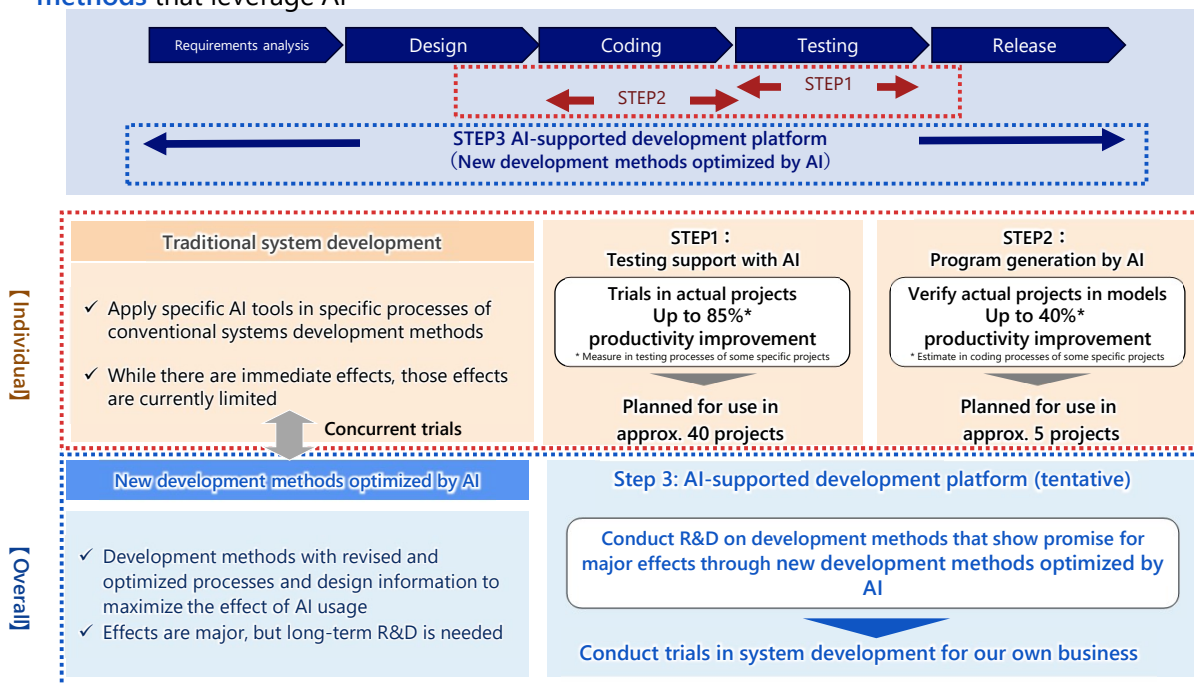 methods that leverage AI
Requirements analysis
Design
Coding
Testing
Release
STEP1
STEP2
STEP3 AI-supported development platform
（New development methods optimized by AI）
【Individual】
Traditional system development
✓ Apply specific AI tools in specific processes of
conventional systems development methods
✓ While there are immediate effects, those effects
are currently limited
Concurrent trials
STEP1：
Testing support with AI
Trials in actual projects
Up to 85%*
productivity improvement
* Measure in testing processes of some specific projects
Planned for use in
approx. 40 projects
STEP2：
Program generation by AI
Verify actual projects in models
Up to 40%*
productivity improvement
* Estimate in coding processes of some specific projects
Planned for use in
approx. 5 projects
【Overall】
New development methods optimized by AI
✓ Development methods with revised and
optimized processes and design information to
maximize the effect of AI usage
✓ Effects are major, but long-term R&D is needed
Step 3: AI-supported development platform (tentative)
Conduct R&D on development methods that show promise for
major effects through new development methods optimized by
AI
Conduct trials in system development for our own business